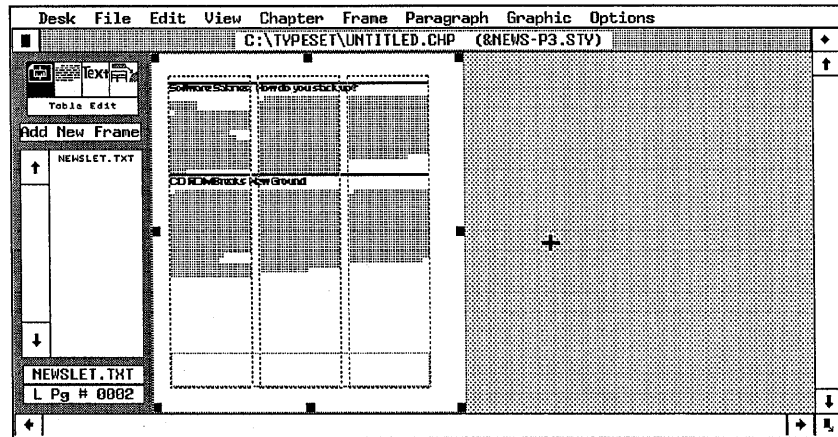 Desk File Edit View Chapter Frame Paragraph Graphic Options
C:\TYPESET\UNTITLED.CHP (&NEWS-P3.STY)
Text
Table Edit
Add New Frame
NEWSLET.TXT
Software Salaries: How do you stack up?
CD ROM Breaks New Ground
NEWSLET.TXT
L Pg # 0002